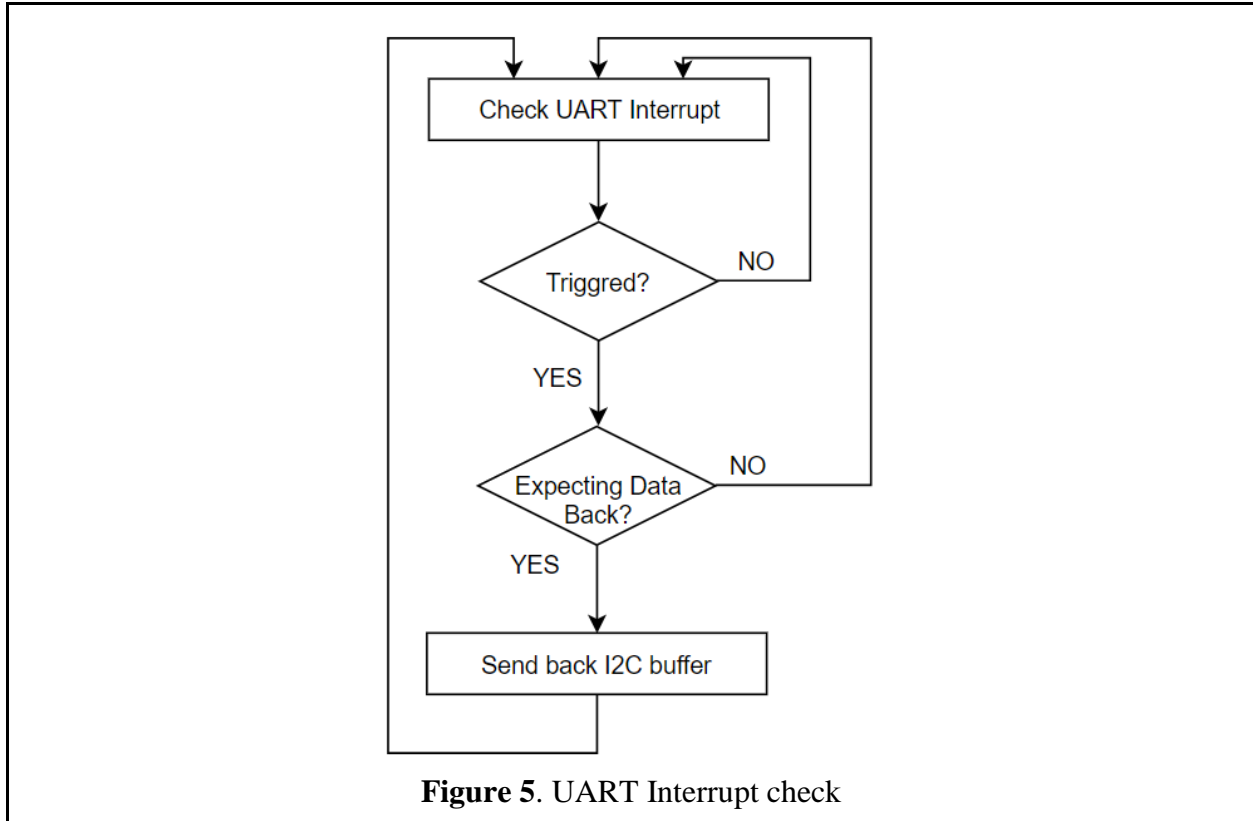 Check UART Interrupt
Triggred?
NO
YES
Expecting Data
Back?
NO
YES
Send back I2C buffer
Figure 5. UART Interrupt check